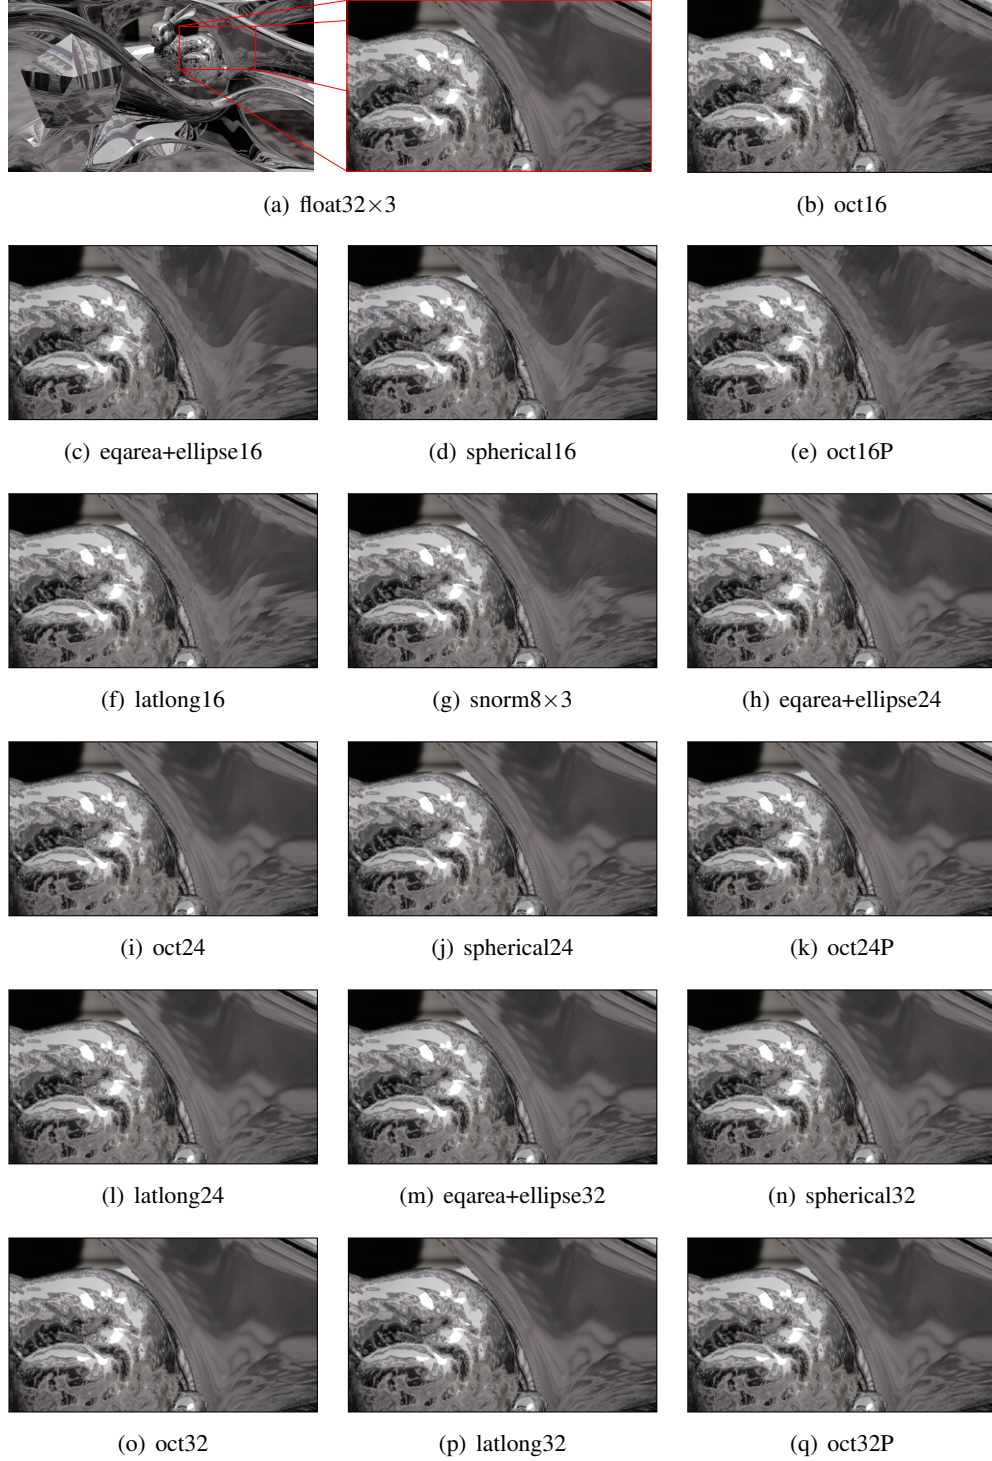 (a) float32×3
(b) oct16
(c) eqarea+ellipse16
(d) spherical16
(e) oct16P
(f) latlong16
(g) snorm8×3
(h) eqarea+ellipse24
(i) oct24
(j) spherical24
(k) oct24P
(l) latlong24
(m) eqarea+ellipse32
(n) spherical32
(o) oct32
(p) latlong32
(q) oct32P